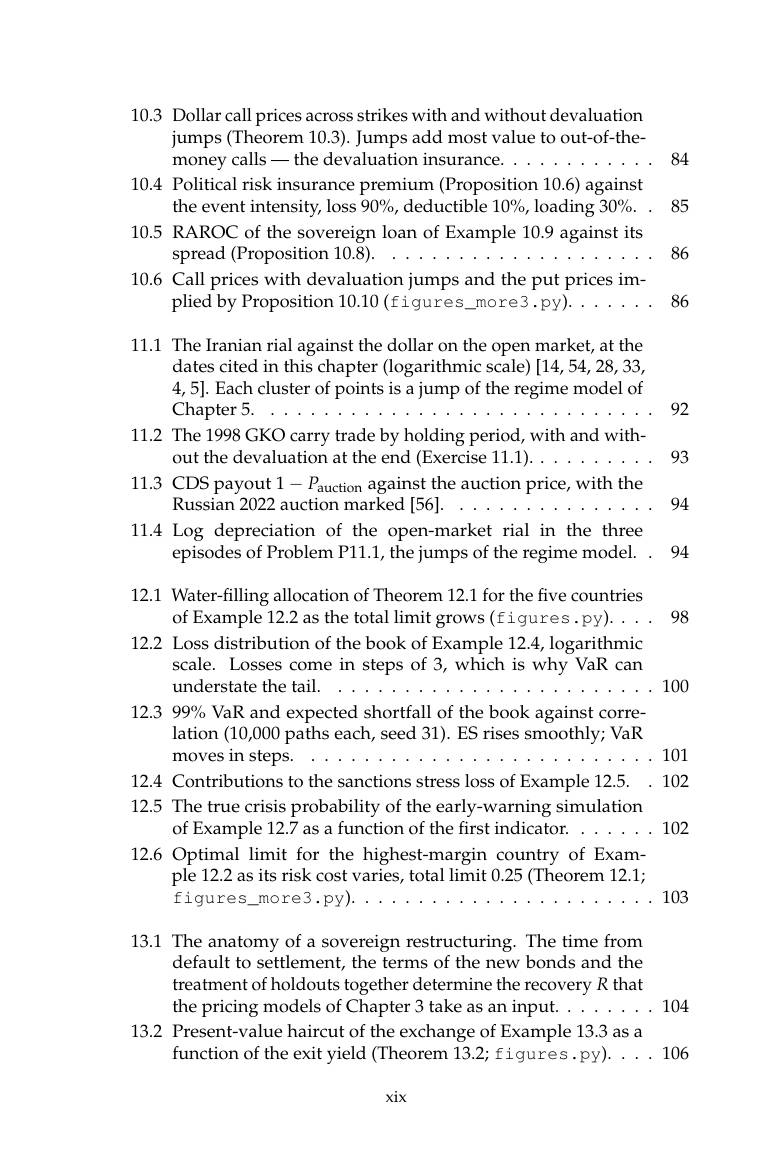 10.3 Dollar call prices across strikes with and without devaluation
jumps (Theorem 10.3). Jumps add most value to out-of-the-
money calls — the devaluation insurance. . . . . . . . . . . . 84
10.4 Political risk insurance premium (Proposition 10.6) against
the event intensity, loss 90%, deductible 10%, loading 30%. . 85
10.5 RAROC of the sovereign loan of Example 10.9 against its
spread (Proposition 10.8). . . . . . . . . . . . . . . . . . . . . 86
10.6 Call prices with devaluation jumps and the put prices im-
plied by Proposition 10.10 (figures_more3.py). . . . . . . 86
11.1 The Iranian rial against the dollar on the open market, at the
dates cited in this chapter (logarithmic scale) [14, 54, 28, 33,
4, 5]. Each cluster of points is a jump of the regime model of
Chapter 5. . . . . . . . . . . . . . . . . . . . . . . . . . . . . . 92
11.2 The 1998 GKO carry trade by holding period, with and with-
out the devaluation at the end (Exercise 11.1). . . . . . . . . . 93
11.3 CDS payout 1 − P_auction against the auction price, with the
Russian 2022 auction marked [56]. . . . . . . . . . . . . . . . 94
11.4 Log depreciation of the open-market rial in the three
episodes of Problem P11.1, the jumps of the regime model. . 94
12.1 Water-filling allocation of Theorem 12.1 for the five countries
of Example 12.2 as the total limit grows (figures.py). . . . 98
12.2 Loss distribution of the book of Example 12.4, logarithmic
scale. Losses come in steps of 3, which is why VaR can
understate the tail. . . . . . . . . . . . . . . . . . . . . . . . . 100
12.3 99% VaR and expected shortfall of the book against corre-
lation (10,000 paths each, seed 31). ES rises smoothly; VaR
moves in steps. . . . . . . . . . . . . . . . . . . . . . . . . . . 101
12.4 Contributions to the sanctions stress loss of Example 12.5. . 102
12.5 The true crisis probability of the early-warning simulation
of Example 12.7 as a function of the first indicator. . . . . . . 102
12.6 Optimal limit for the highest-margin country of Exam-
ple 12.2 as its risk cost varies, total limit 0.25 (Theorem 12.1;
figures_more3.py). . . . . . . . . . . . . . . . . . . . . . . 103
13.1 The anatomy of a sovereign restructuring. The time from
default to settlement, the terms of the new bonds and the
treatment of holdouts together determine the recovery R that
the pricing models of Chapter 3 take as an input. . . . . . . . 104
13.2 Present-value haircut of the exchange of Example 13.3 as a
function of the exit yield (Theorem 13.2; figures.py). . . . 106
xix